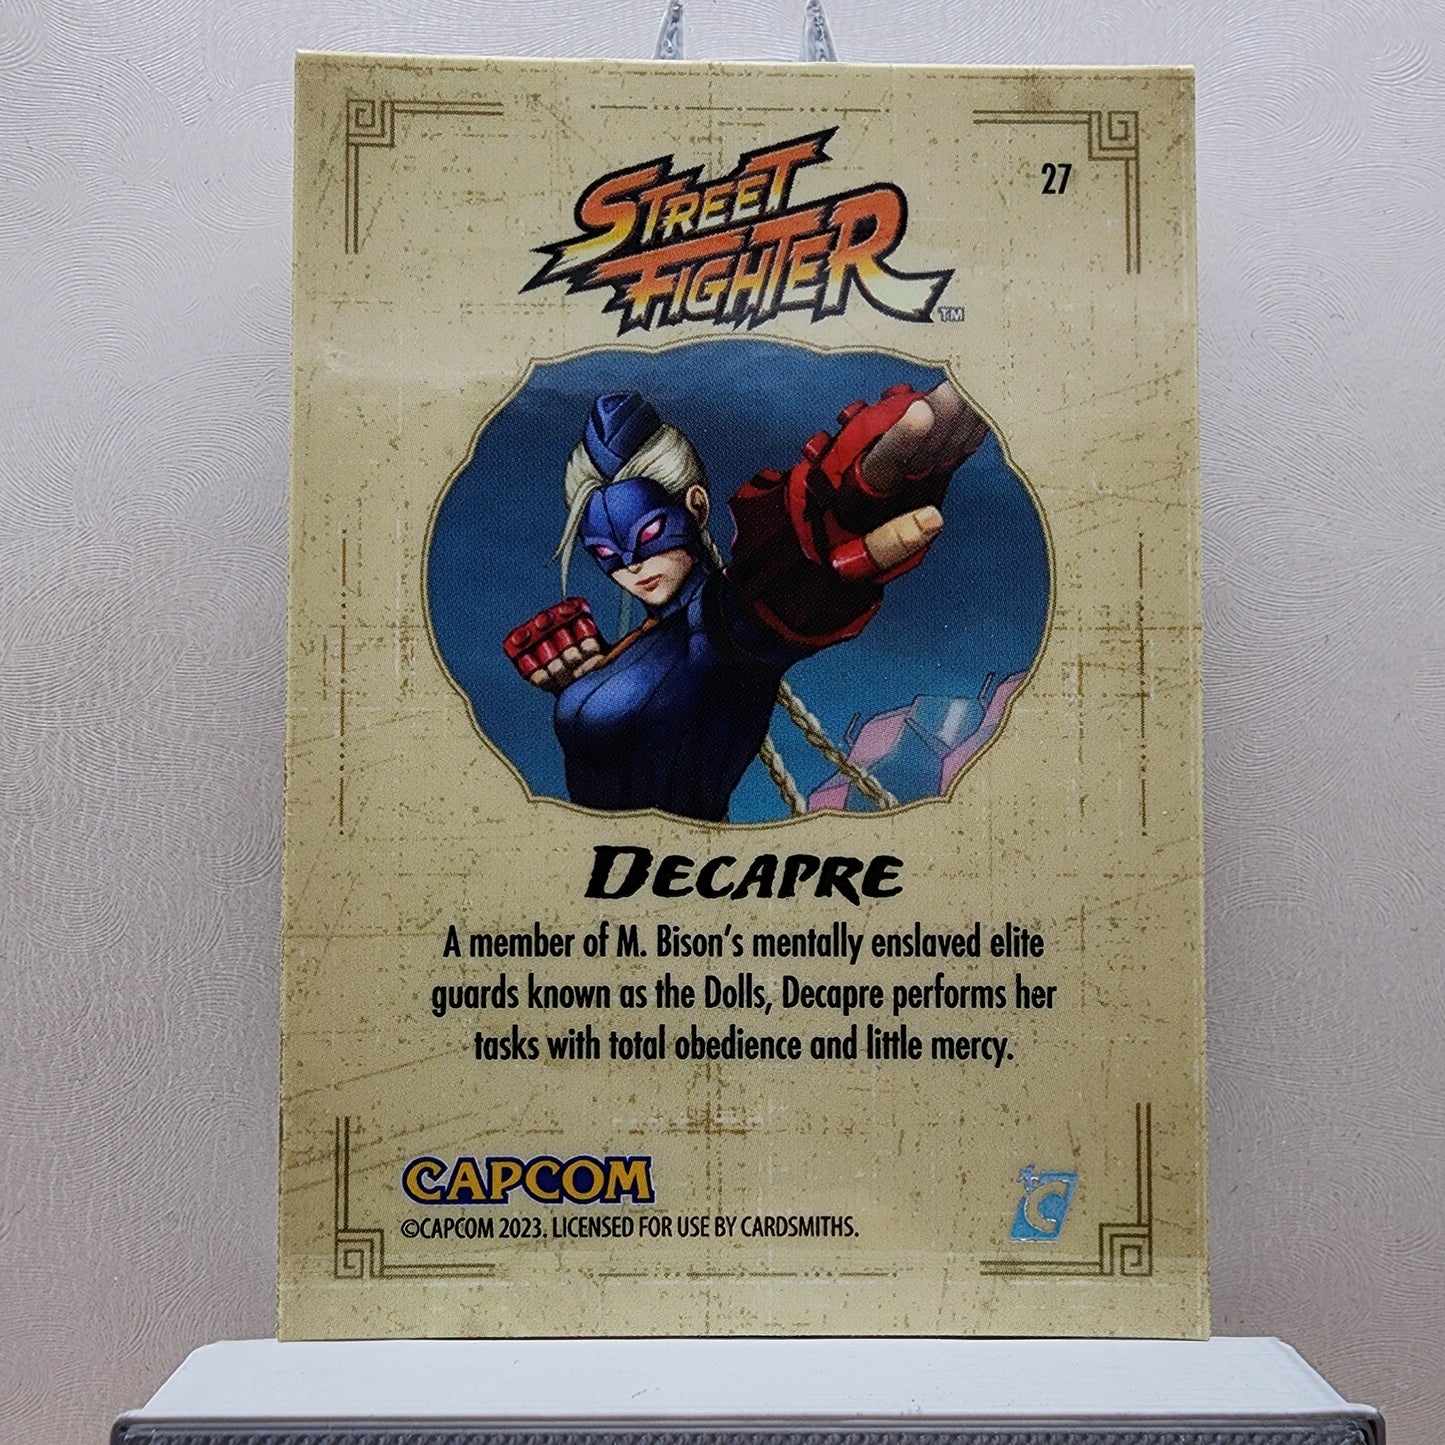 27
STREET
FIGHTER
TM
DECAPRE
A member of M. Bison's mentally enslaved elite
guards known as the Dolls, Decapre performs her
tasks with total obedience and little mercy.
CAPCOM
C
©CAPCOM 2023. LICENSED FOR USE BY CARDSMITHS.